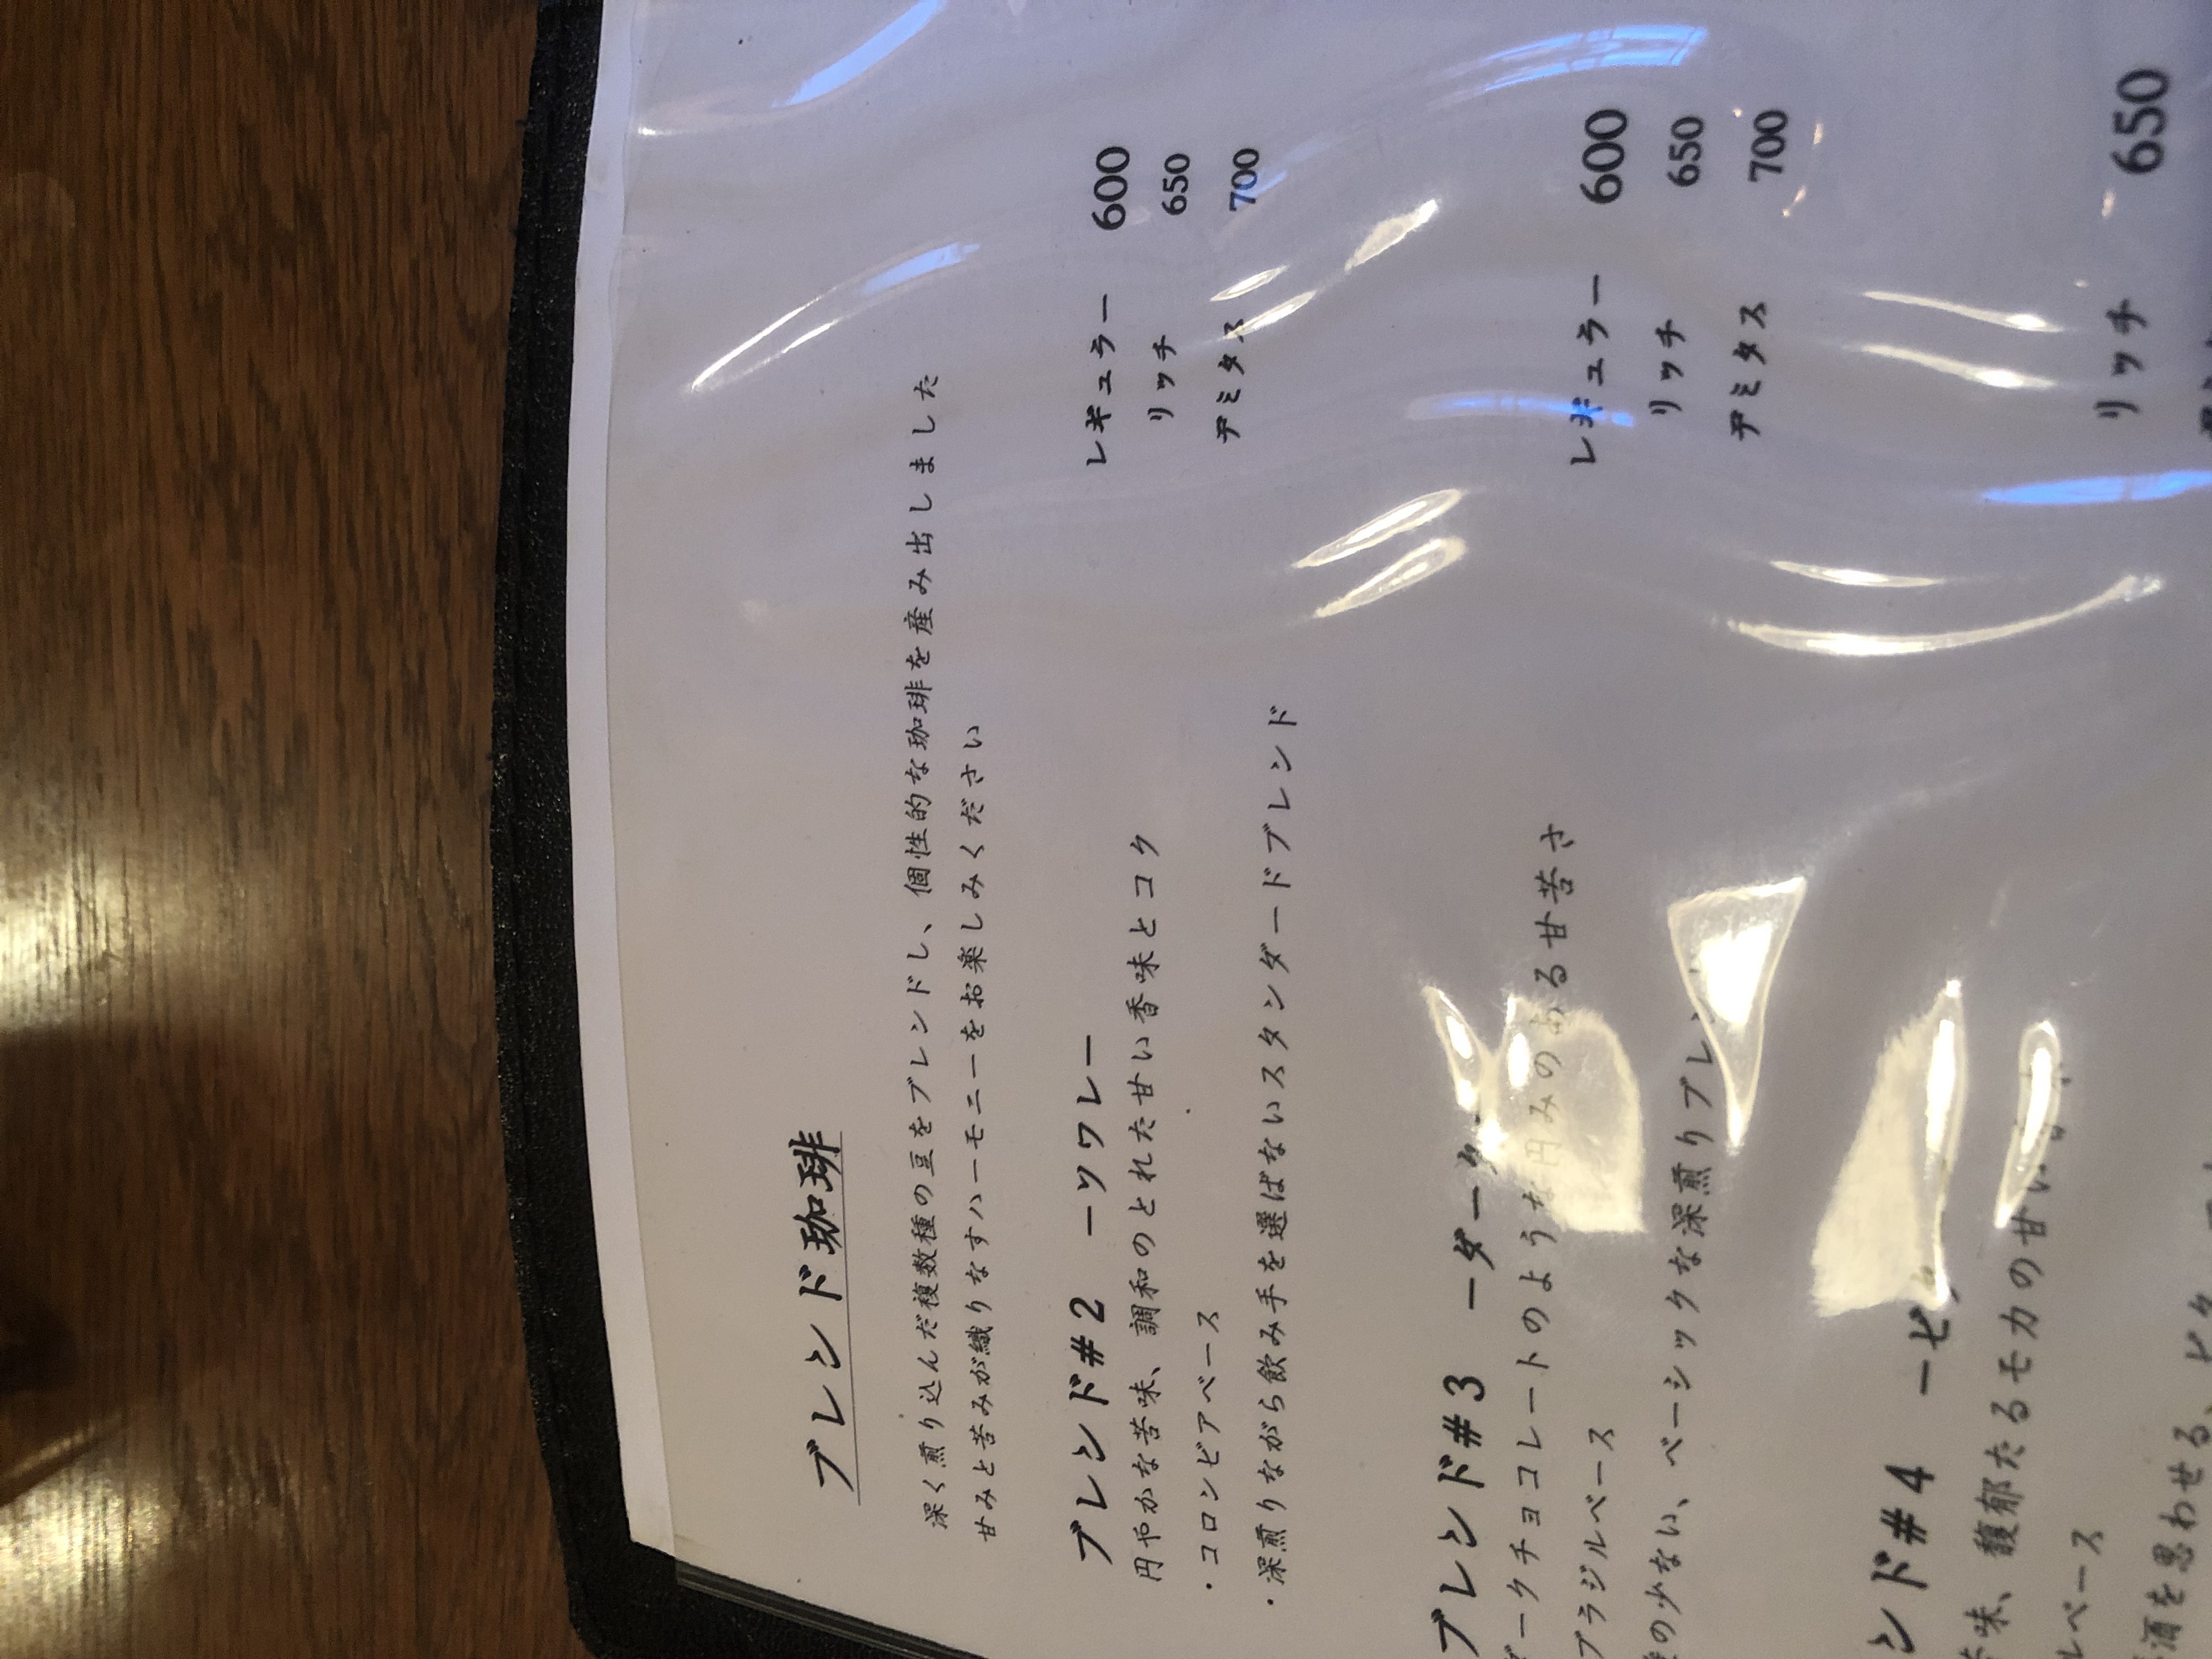 ブレンド珈琲
深く煎り込んだ複数種の豆をブレンドし、個性的な珈琲を産み出しました
甘みと苦みが織りなすハーモニーをお楽しみください
ブレンド#2 ーソワレー
円やかな苦味、調和のとれた甘い香味とコク
・コロンビアベース
・深煎りながら飲み手を選ばないスタンダードブレンド
レギュラー 600
リッチ 650
デミタス 700
ブレンド#3 ーダーク
ダークチョコレートのような円みのある甘苦さ
ブラジルベース
の少ない、ベーシックな深煎りブレン
レギュラー 600
リッチ 650
デミタス 700
ンド#4 ービ
味、馥郁たるモカの甘い香
ルベース
酒を思わせる、ビタ
リッチ 650